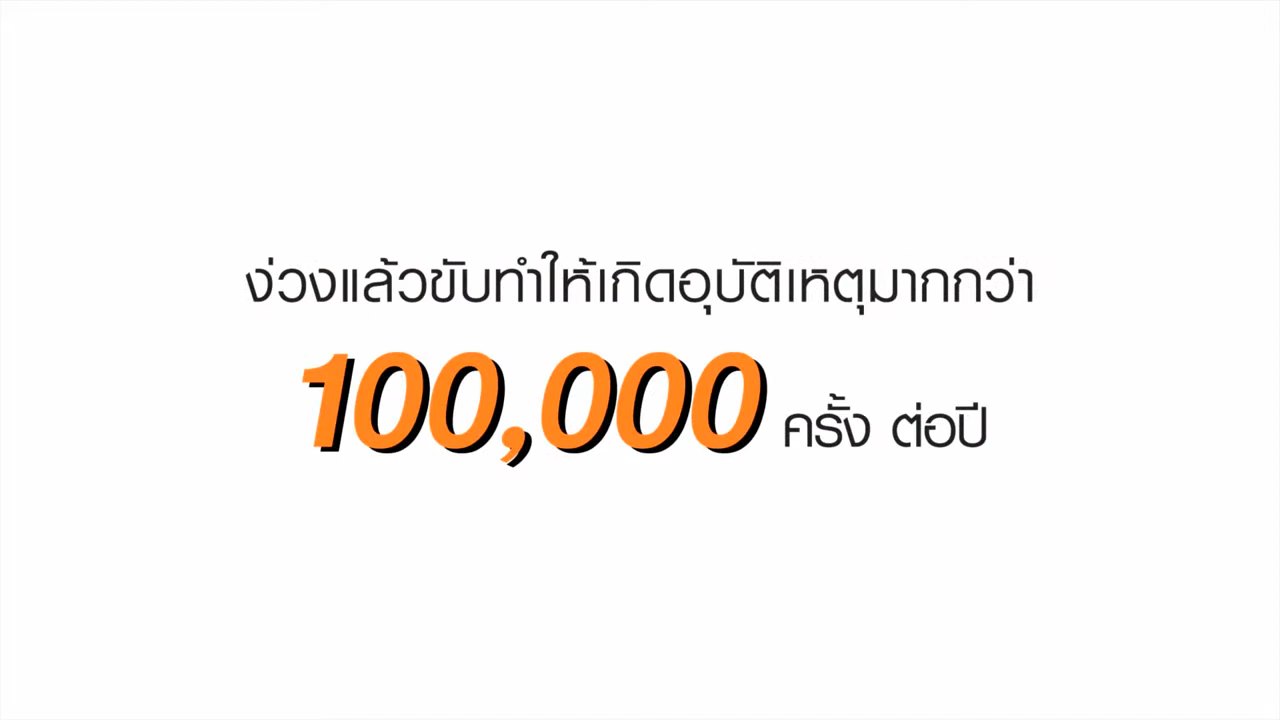 ง่วงแล้วขับทำให้เกิดอุบัติเหตุมากกว่า
100,000 ครั้ง ต่อปี